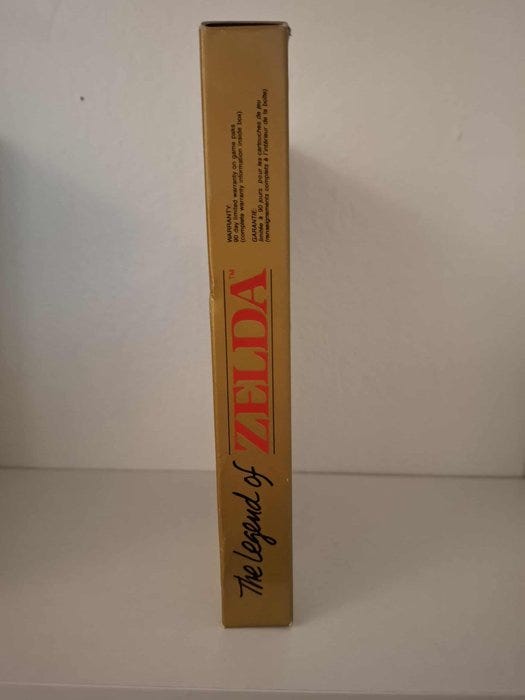 The Legend of
ZELDA™
WARRANTY:
90 day limited warranty on game paks
(complete warranty information inside box)
GARANTIE:
limitée à 90 jours pour les cartouches de jeu
(renseignements complets à l'intérieur de la boîte)